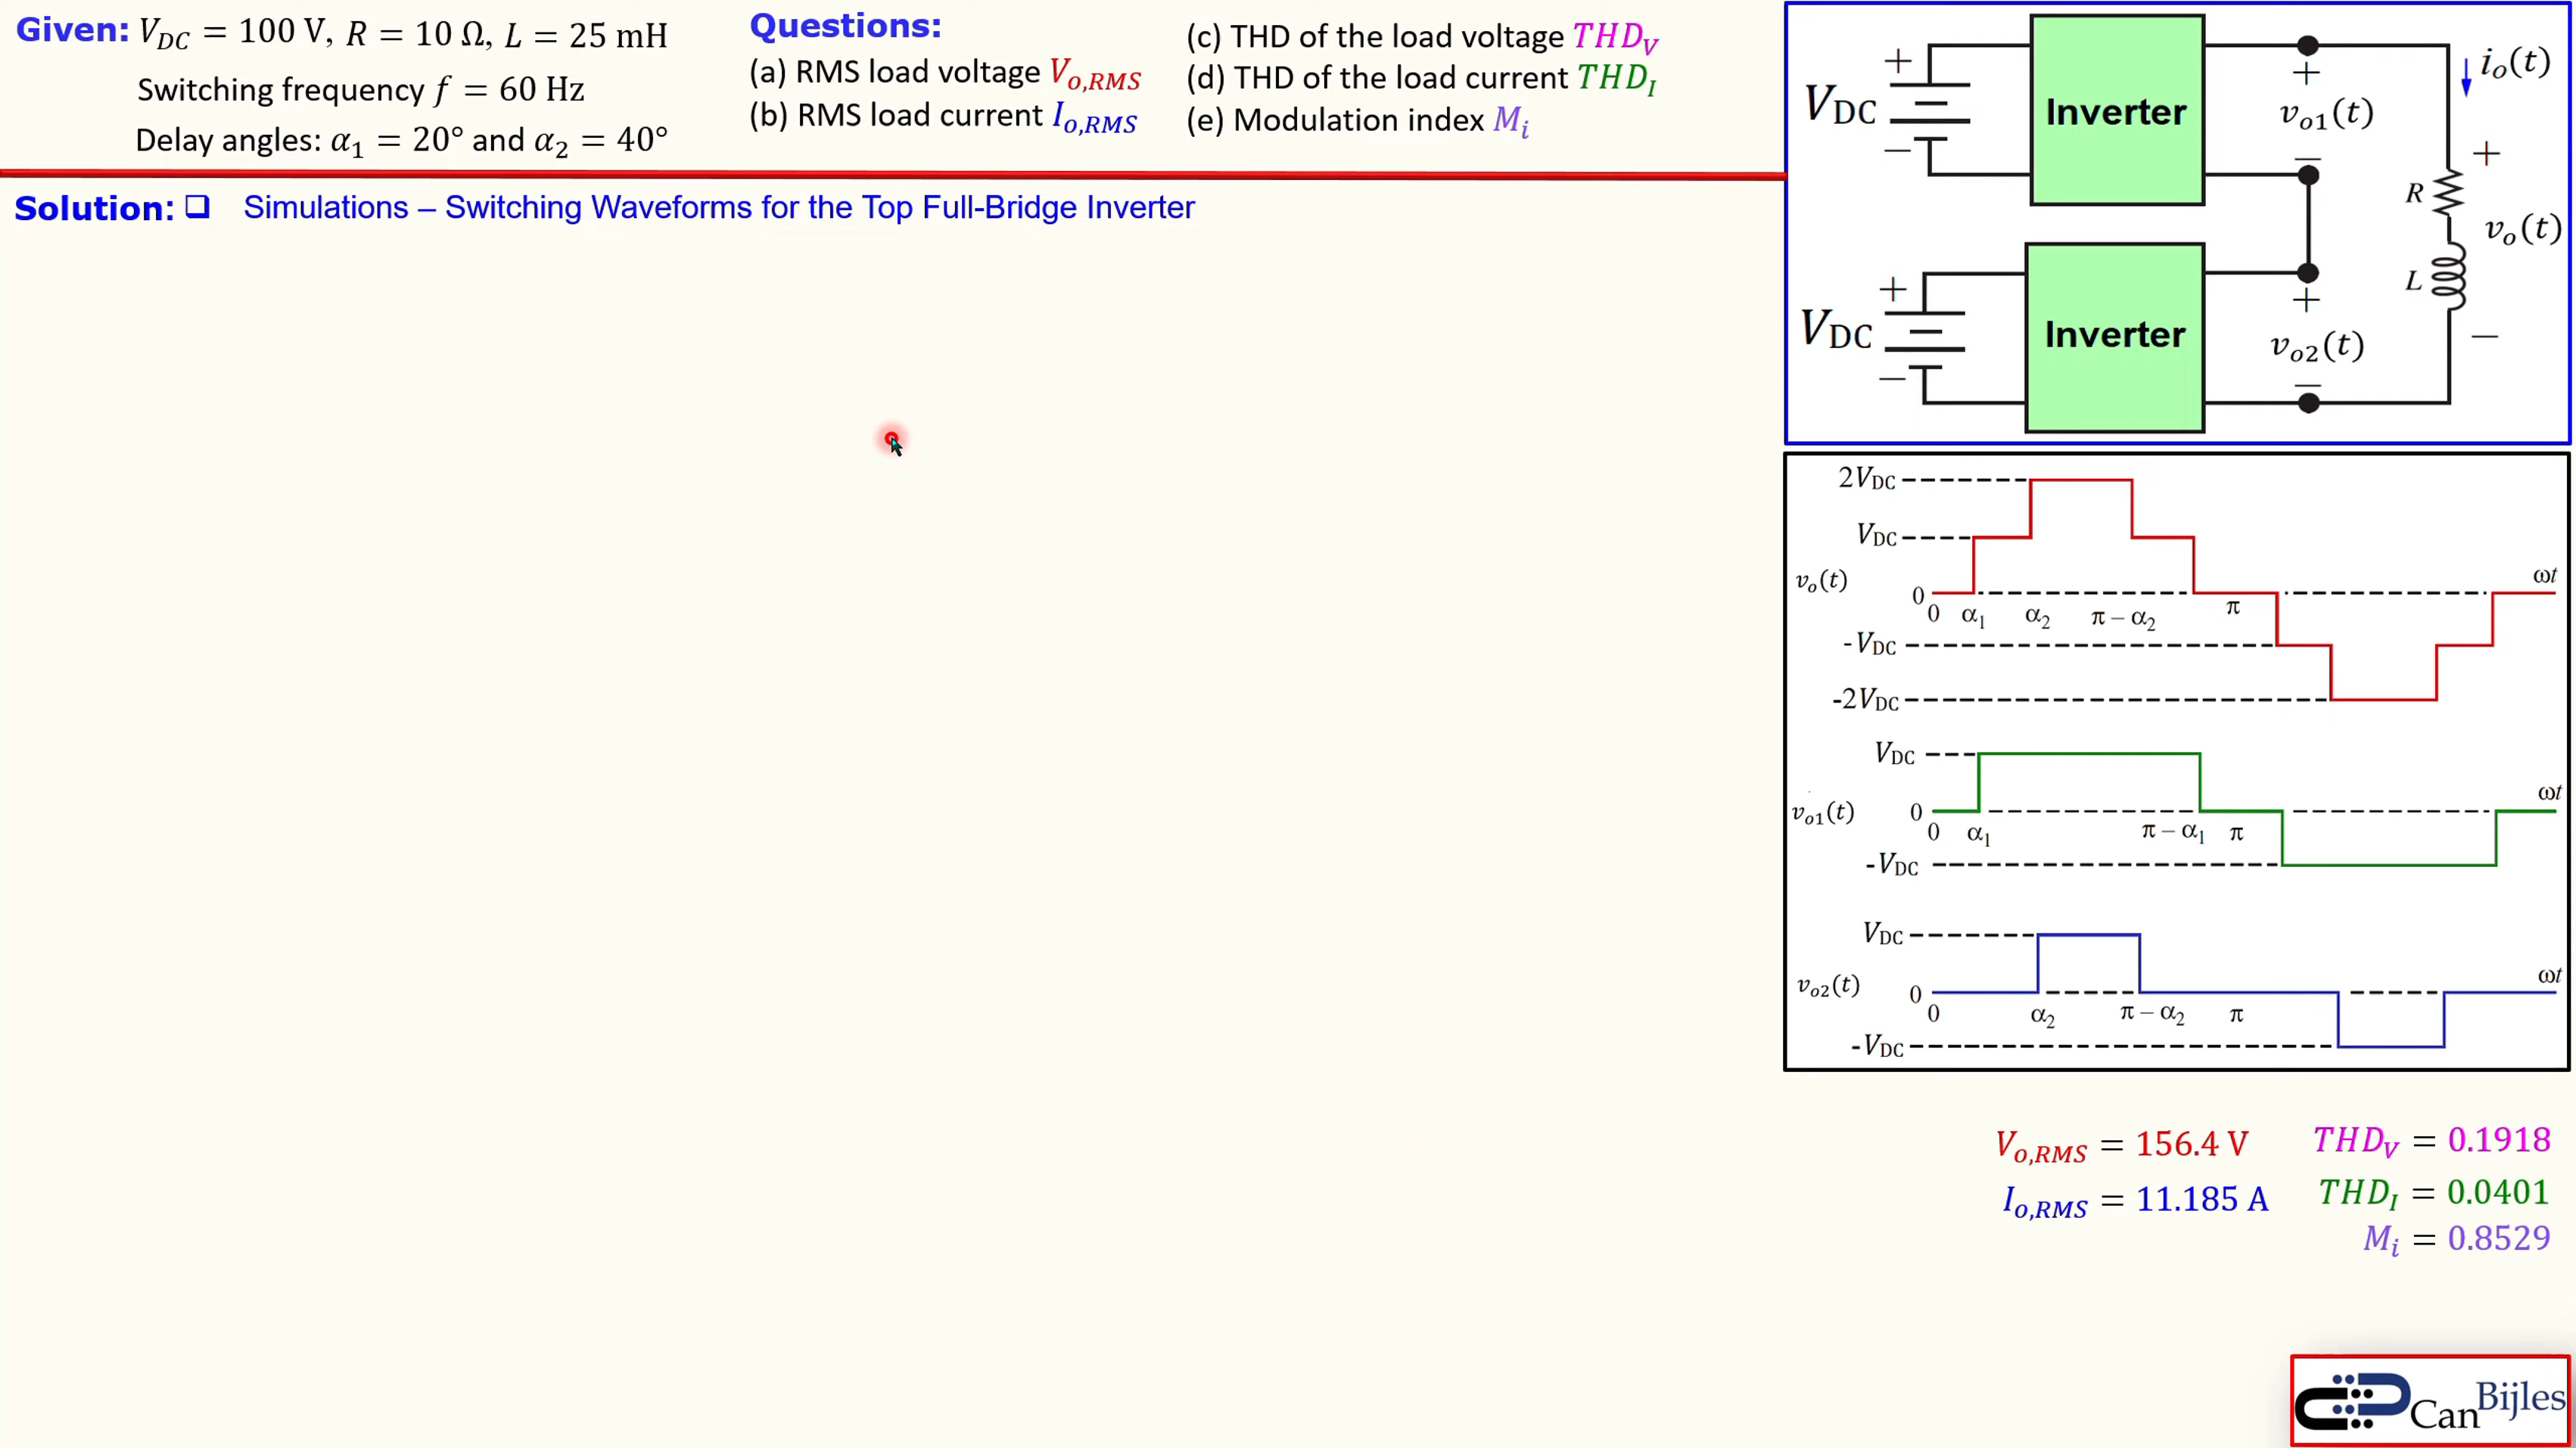 Given: V_DC = 100 V, R = 10 Ω, L = 25 mH
Switching frequency f = 60 Hz
Delay angles: α₁ = 20° and α₂ = 40°
Questions:
(a) RMS load voltage V_o,RMS
(b) RMS load current I_o,RMS
(c) THD of the load voltage THD_V
(d) THD of the load current THD_I
(e) Modulation index M_i
Solution: ❑ Simulations – Switching Waveforms for the Top Full-Bridge Inverter
+
V_DC
−
Inverter
+
v_o1(t)
−
i_o(t)
+
R
v_o(t)
L
−
+
V_DC
−
Inverter
+
v_o2(t)
−
2V_DC
V_DC
v_o(t)
0
ωt
0 α₁ α₂ π – α₂ π
-V_DC
-2V_DC
V_DC
v_o1(t)
0
ωt
0 α₁ π – α₁ π
-V_DC
V_DC
v_o2(t)
0
ωt
0 α₂ π – α₂ π
-V_DC
V_o,RMS = 156.4 V
THD_V = 0.1918
I_o,RMS = 11.185 A
THD_I = 0.0401
M_i = 0.8529
CanBijles